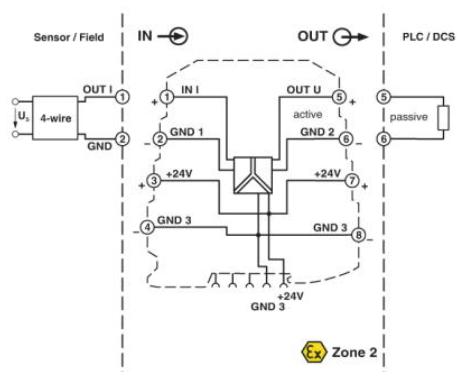 Sensor / Field IN OUT PLC / DCS
OUT I 1 1 IN I OUT U 5 5
+ +
Us 4-wire active passive
GND 2 2 GND 1 GND 2 6 6
– –
3 +24V +24V 7
+ +
4 GND 3 GND 3 8
– –
+24V
GND 3
Ex Zone 2